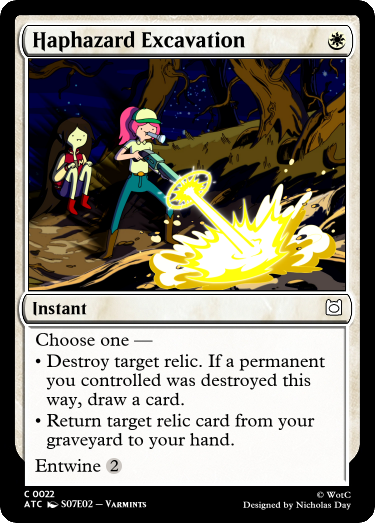 Haphazard Excavation
Instant
Choose one —
• Destroy target relic. If a permanent
you controlled was destroyed this
way, draw a card.
• Return target relic card from your
graveyard to your hand.
Entwine 2
C 0022
ATC S07E02 – Varmints
© WotC
Designed by Nicholas Day